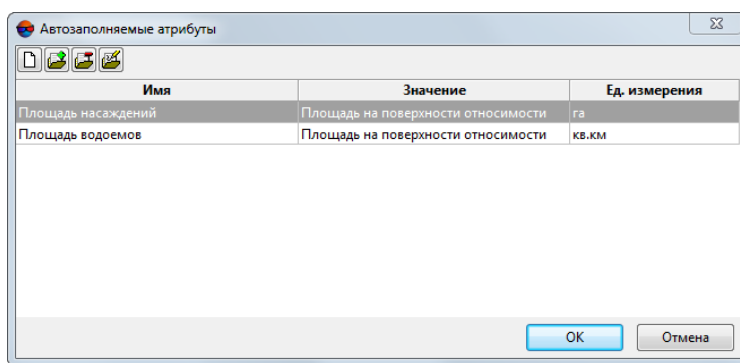 Автозаполняемые атрибуты
Имя Значение Ед. измерения
Площадь насаждений Площадь на поверхности относимости га
Площадь водоемов Площадь на поверхности относимости кв.км
OK Отмена